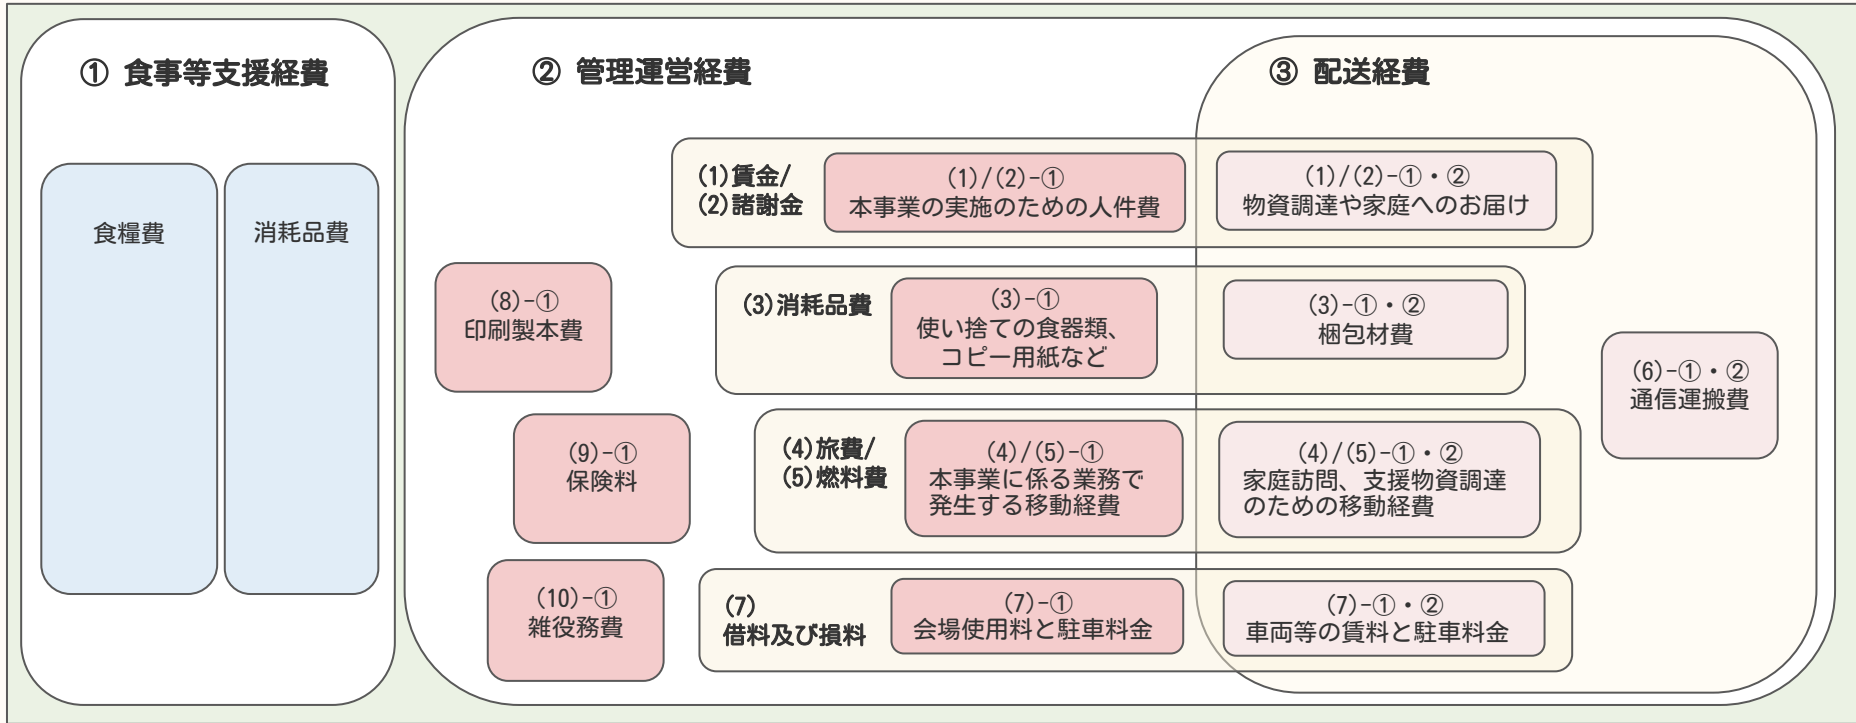 ① 食事等支援経費
食糧費
消耗品費
② 管理運営経費
③ 配送経費
(1)賃金/
(2)諸謝金
(1)/(2)-①
本事業の実施のための人件費
(1)/(2)-①・②
物資調達や家庭へのお届け
(8)-①
印刷製本費
(3)消耗品費
(3)-①
使い捨ての食器類、
コピー用紙など
(3)-①・②
梱包材費
(6)-①・②
通信運搬費
(9)-①
保険料
(4)旅費/
(5)燃料費
(4)/(5)-①
本事業に係る業務で
発生する移動経費
(4)/(5)-①・②
家庭訪問、支援物資調達
のための移動経費
(10)-①
雑役務費
(7)
借料及び損料
(7)-①
会場使用料と駐車料金
(7)-①・②
車両等の賃料と駐車料金